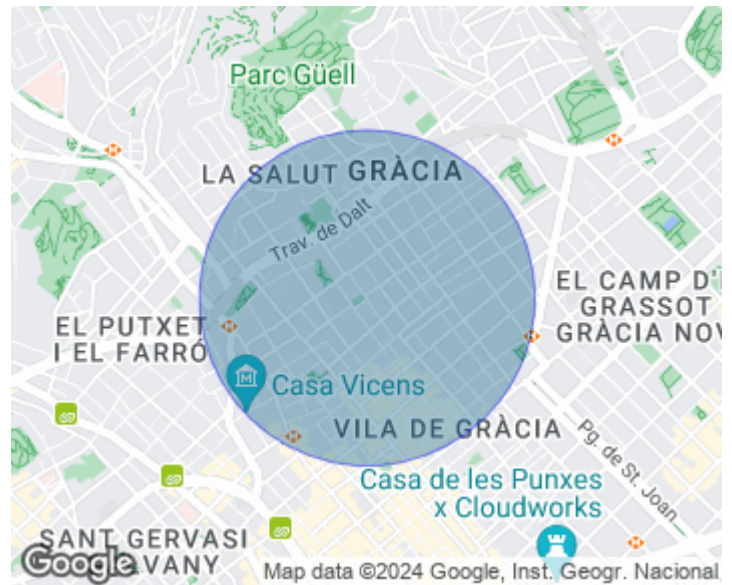 Parc Güell
LA SALUT
GRÀCIA
Trav. de Dalt
EL CAMP D'
GRASSOT
GRÀCIA NOV
EL PUTXET
I EL FARRÓ
M
Casa Vicens
VILA DE GRÀCIA
Pg. de St. Joan
Casa de les Punxes
x Cloudworks
SANT GERVASI
VANY
Google
Map data ©2024 Google, Inst. Geogr. Nacional